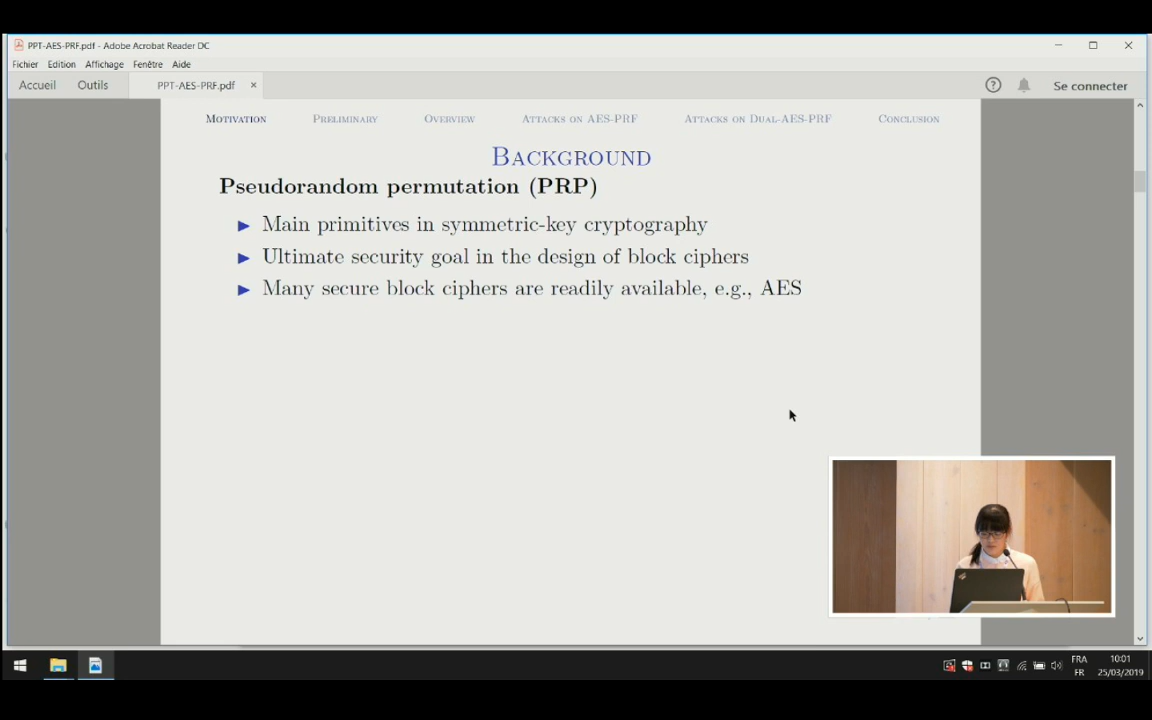 PPT-AES-PRF.pdf - Adobe Acrobat Reader DC
Fichier Edition Affichage Fenêtre Aide
Accueil Outils PPT-AES-PRF.pdf × ? Se connecter
Motivation Preliminary Overview Attacks on AES-PRF Attacks on Dual-AES-PRF Conclusion
Background
Pseudorandom permutation (PRP)
Main primitives in symmetric-key cryptography
Ultimate security goal in the design of block ciphers
Many secure block ciphers are readily available, e.g., AES
FRA 10:01
FR 25/03/2019